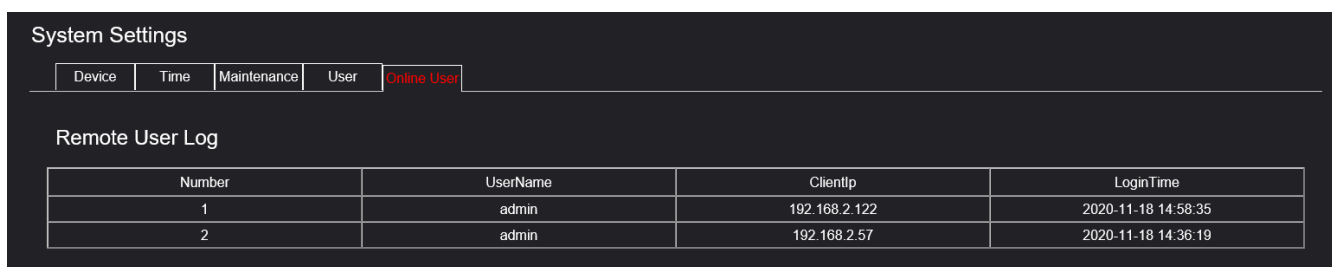 System Settings
Device Time Maintenance User Online User
Remote User Log
Number UserName ClientIp LoginTime
1 admin 192.168.2.122 2020-11-18 14:58:35
2 admin 192.168.2.57 2020-11-18 14:36:19